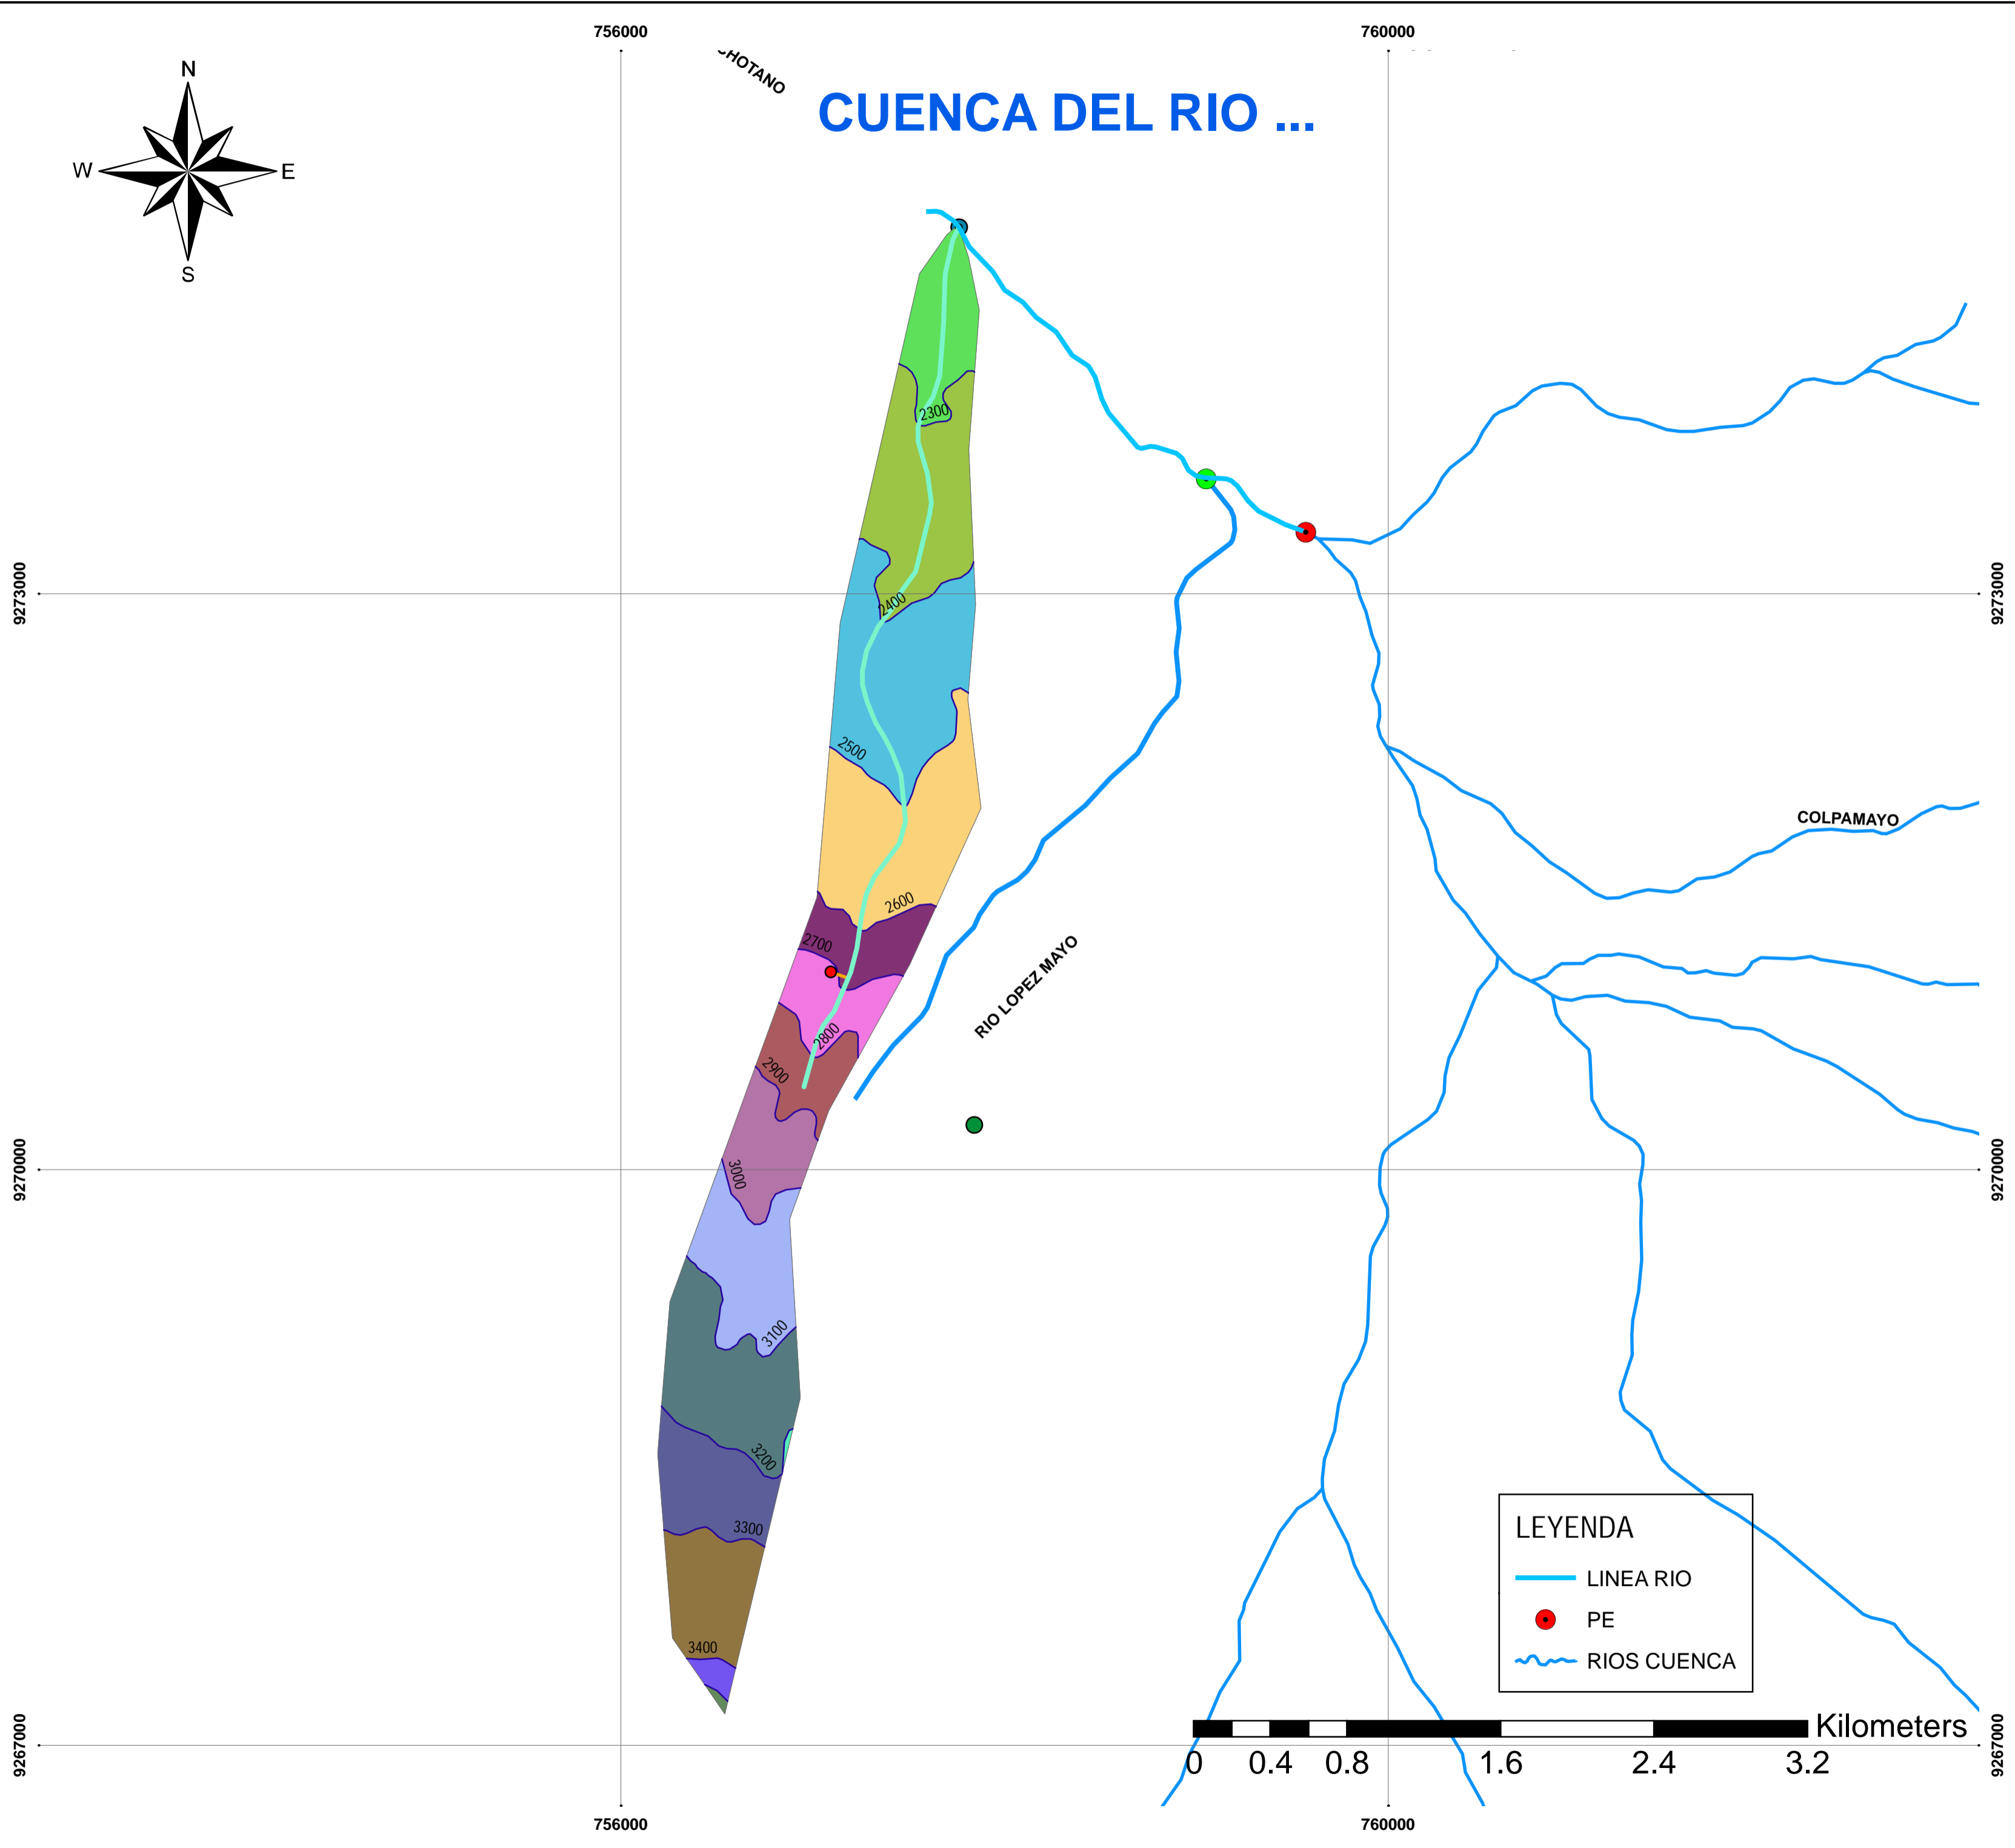 756000
760000
CHOTANO
CUENCA DEL RIO ...
N
W
E
S
2300
9273000
9273000
2400
2500
COLPAMAYO
2600
2700
RIO LOPEZ MAYO
2800
2900
9270000
9270000
3000
3100
3200
3300
3400
LEYENDA
LINEA RIO
PE
RIOS CUENCA
9267000
9267000
Kilometers
0
0.4
0.8
1.6
2.4
3.2
756000
760000